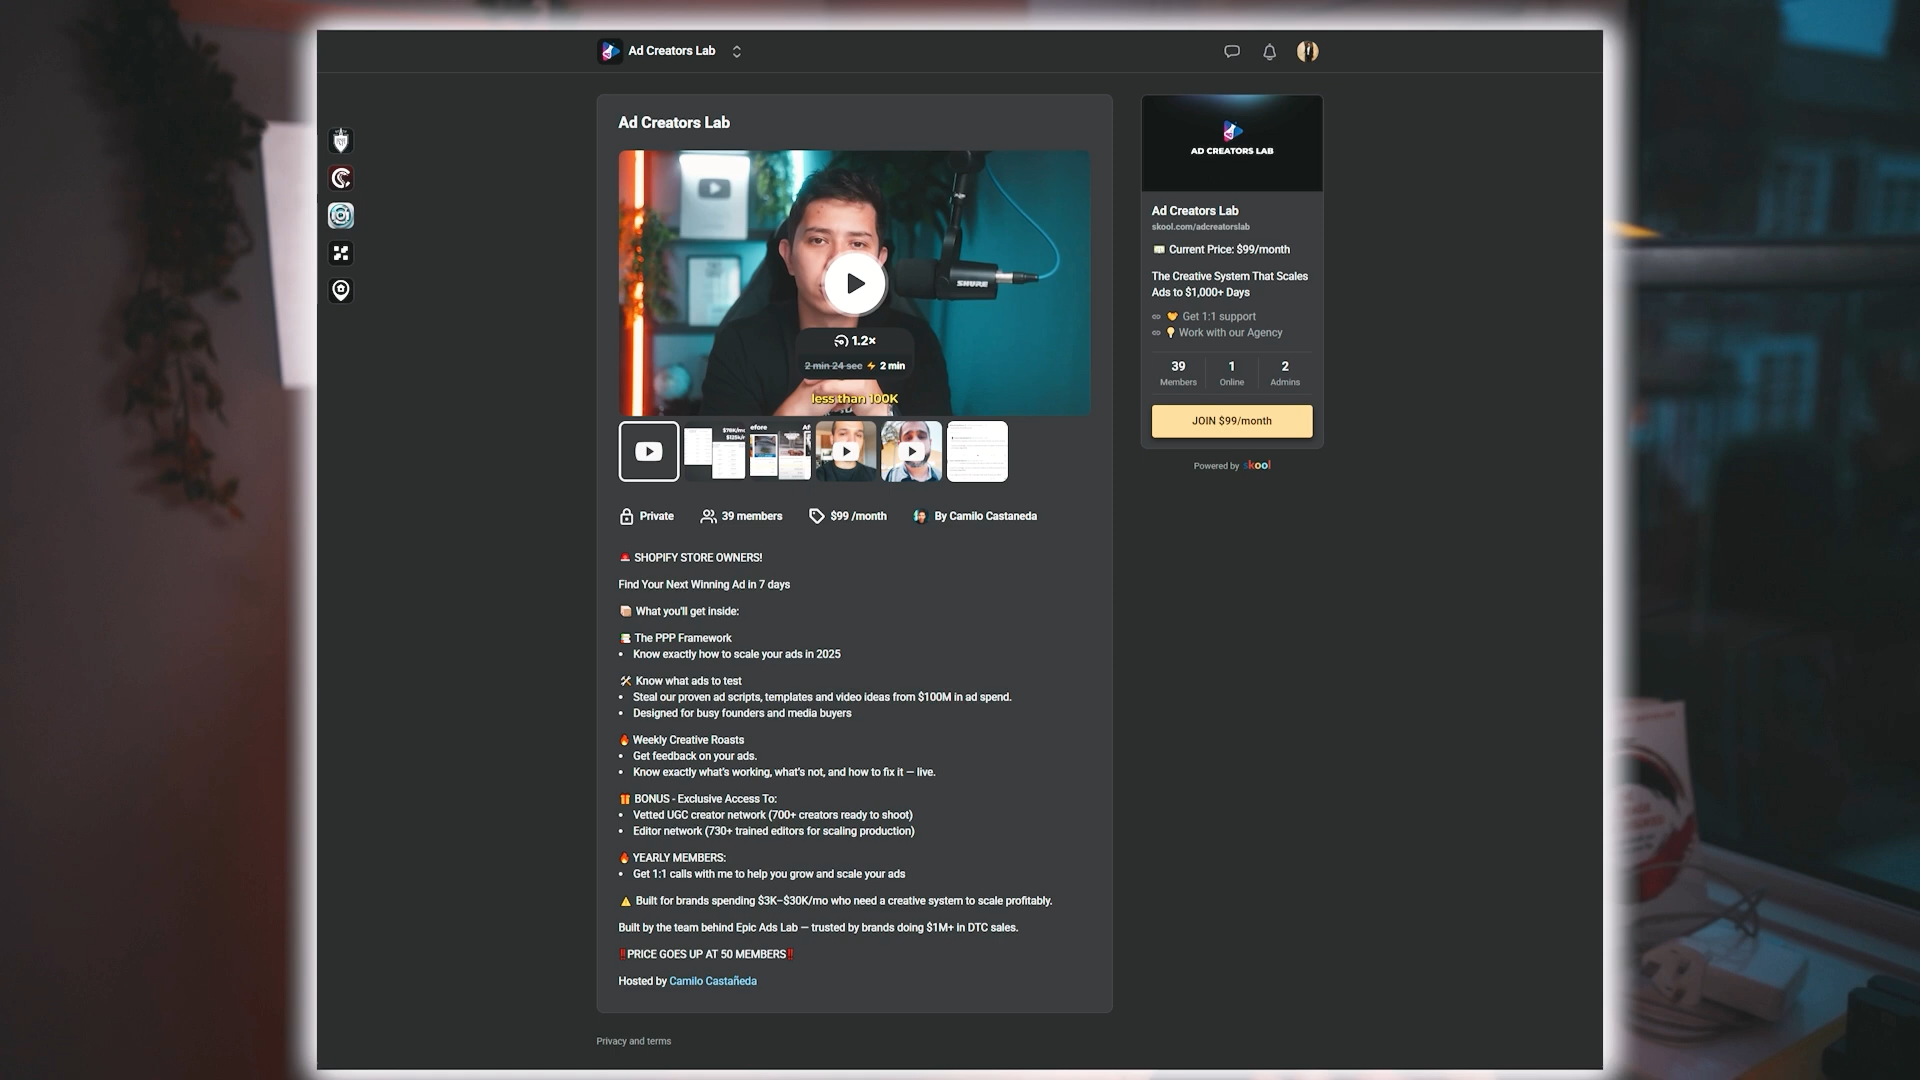 Ad Creators Lab
Ad Creators Lab
SHURE
1.2×
2 min 24 sec ⚡ 2 min
less than 100K
efore
Private
39 members
$99 /month
By Camilo Castaneda
🚨 SHOPIFY STORE OWNERS!
Find Your Next Winning Ad in 7 days
What you'll get inside:
The PPP Framework
• Know exactly how to scale your ads in 2025
🛠 Know what ads to test
• Steal our proven ad scripts, templates and video ideas from $100M in ad spend.
• Designed for busy founders and media buyers
🔥 Weekly Creative Roasts
• Get feedback on your ads.
• Know exactly what's working, what's not, and how to fix it — live.
🎁 BONUS - Exclusive Access To:
• Vetted UGC creator network (700+ creators ready to shoot)
• Editor network (730+ trained editors for scaling production)
🔥 YEARLY MEMBERS:
• Get 1:1 calls with me to help you grow and scale your ads
⚠️ Built for brands spending $3K–$30K/mo who need a creative system to scale profitably.
Built by the team behind Epic Ads Lab — trusted by brands doing $1M+ in DTC sales.
‼️PRICE GOES UP AT 50 MEMBERS‼️
Hosted by Camilo Castañeda
Privacy and terms
AD CREATORS LAB
Ad Creators Lab
skool.com/adcreatorslab
Current Price: $99/month
The Creative System That Scales
Ads to $1,000+ Days
Get 1:1 support
Work with our Agency
39
Members
1
Online
2
Admins
JOIN $99/month
Powered by skool